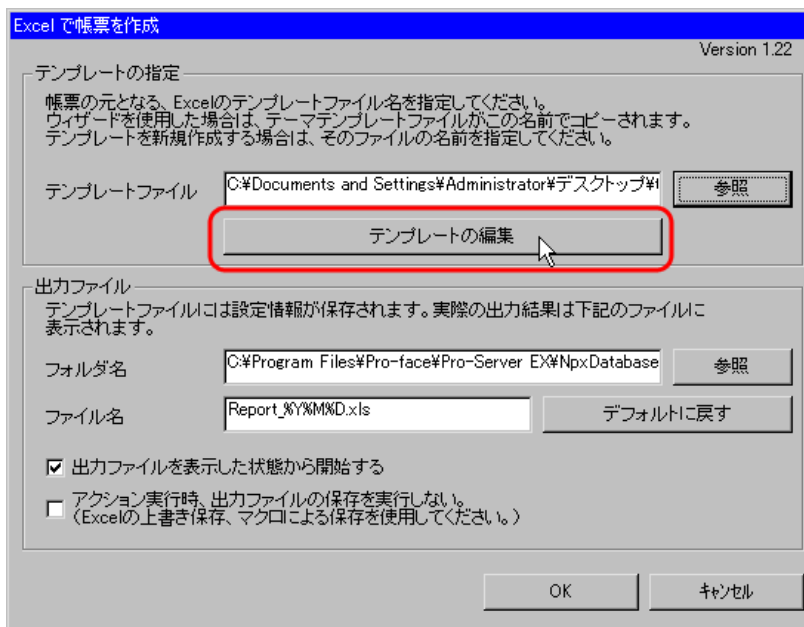 Excel で帳票を作成
Version 1.22
テンプレートの指定
帳票の元となる、Excelのテンプレートファイル名を指定してください。
ウィザードを使用した場合は、テーマテンプレートファイルがこの名前でコピーされます。
テンプレートを新規作成する場合は、そのファイルの名前を指定してください。
テンプレートファイル
C:¥Documents and Settings¥Administrator¥デスクトップ¥t
参照
テンプレートの編集
出力ファイル
テンプレートファイルには設定情報が保存されます。実際の出力結果は下記のファイルに
表示されます。
フォルダ名
C:¥Program Files¥Pro-face¥Pro-Server EX¥NpxDatabase
参照
ファイル名
Report_%Y%M%D.xls
デフォルトに戻す
出力ファイルを表示した状態から開始する
アクション実行時、出力ファイルの保存を実行しない。
(Excelの上書き保存、マクロによる保存を使用してください。)
OK
キャンセル